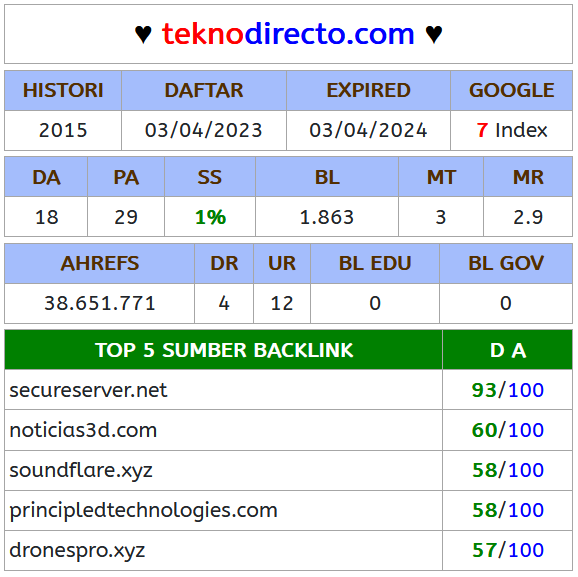 ♥ teknodirecto.com ♥
HISTORI DAFTAR EXPIRED GOOGLE
2015 03/04/2023 03/04/2024 7 Index
DA PA SS BL MT MR
18 29 1% 1.863 3 2.9
AHREFS DR UR BL EDU BL GOV
38.651.771 4 12 0 0
TOP 5 SUMBER BACKLINK D A
secureserver.net 93/100
noticias3d.com 60/100
soundflare.xyz 58/100
principledtechnologies.com 58/100
dronespro.xyz 57/100